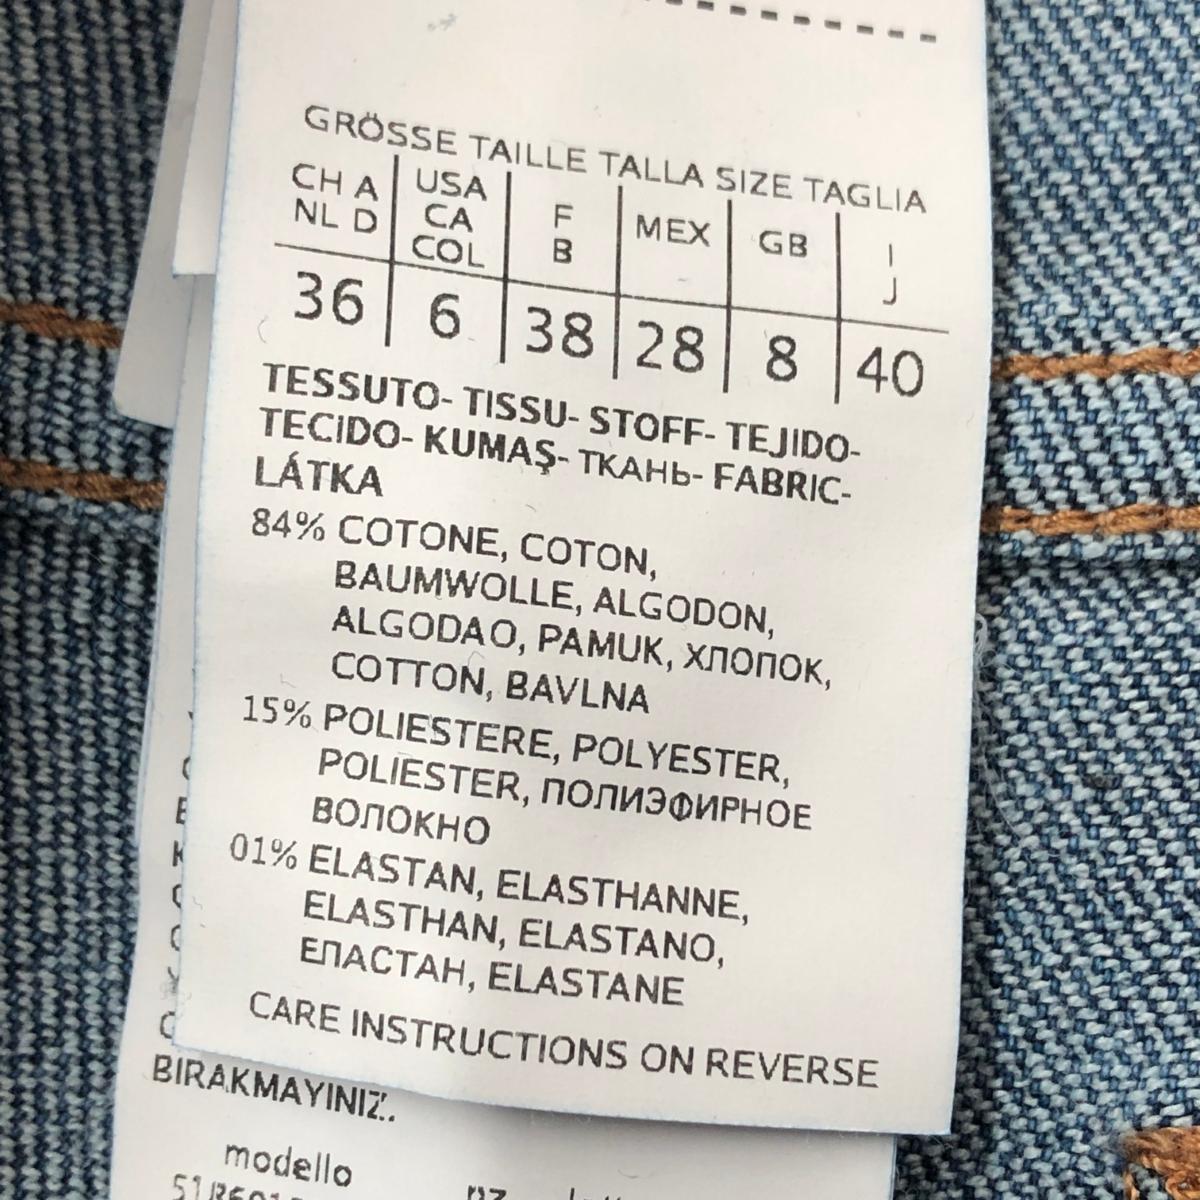 GRÖSSE TAILLE TALLA SIZE TAGLIA
CH A USA F MEX GB I
NL D CA B J
COL
36 6 38 28 8 40
TESSUTO- TISSU- STOFF- TEJIDO-
TECIDO- KUMAŞ- ТКАНЬ- FABRIC-
LÁTKA
84% COTONE, COTON,
BAUMWOLLE, ALGODON,
ALGODAO, PAMUK, ХЛОПОК,
COTTON, BAVLNA
15% POLIESTERE, POLYESTER,
POLIESTER, ПОЛИЭФИРНОЕ
ВОЛОКНО
01% ELASTAN, ELASTHANNE,
ELASTHAN, ELASTANO,
ЕПАСТАН, ELASTANE
CARE INSTRUCTIONS ON REVERSE
BIRAKMAYINIZ..
modello